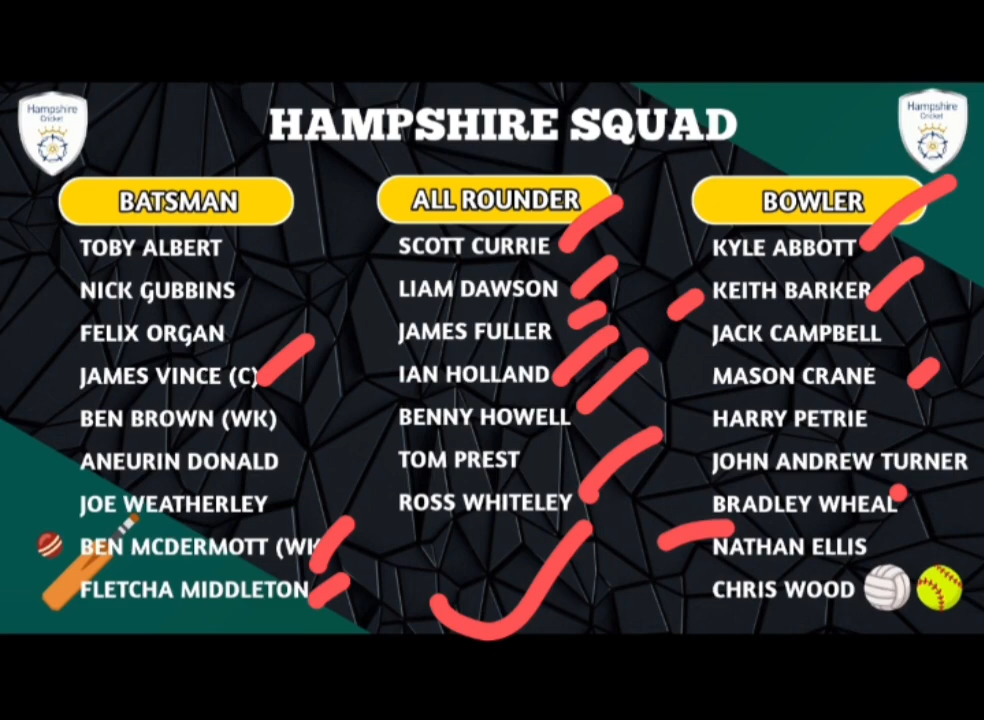 Hampshire
Cricket
HAMPSHIRE SQUAD
Hampshire
Cricket
BATSMAN
TOBY ALBERT
NICK GUBBINS
FELIX ORGAN
JAMES VINCE (C)
BEN BROWN (WK)
ANEURIN DONALD
JOE WEATHERLEY
BEN MCDERMOTT (WK
FLETCHA MIDDLETON
ALL ROUNDER
SCOTT CURRIE
LIAM DAWSON
JAMES FULLER
IAN HOLLAND
BENNY HOWELL
TOM PREST
ROSS WHITELEY
BOWLER
KYLE ABBOTT
KEITH BARKER
JACK CAMPBELL
MASON CRANE
HARRY PETRIE
JOHN ANDREW TURNER
BRADLEY WHEAL
NATHAN ELLIS
CHRIS WOOD